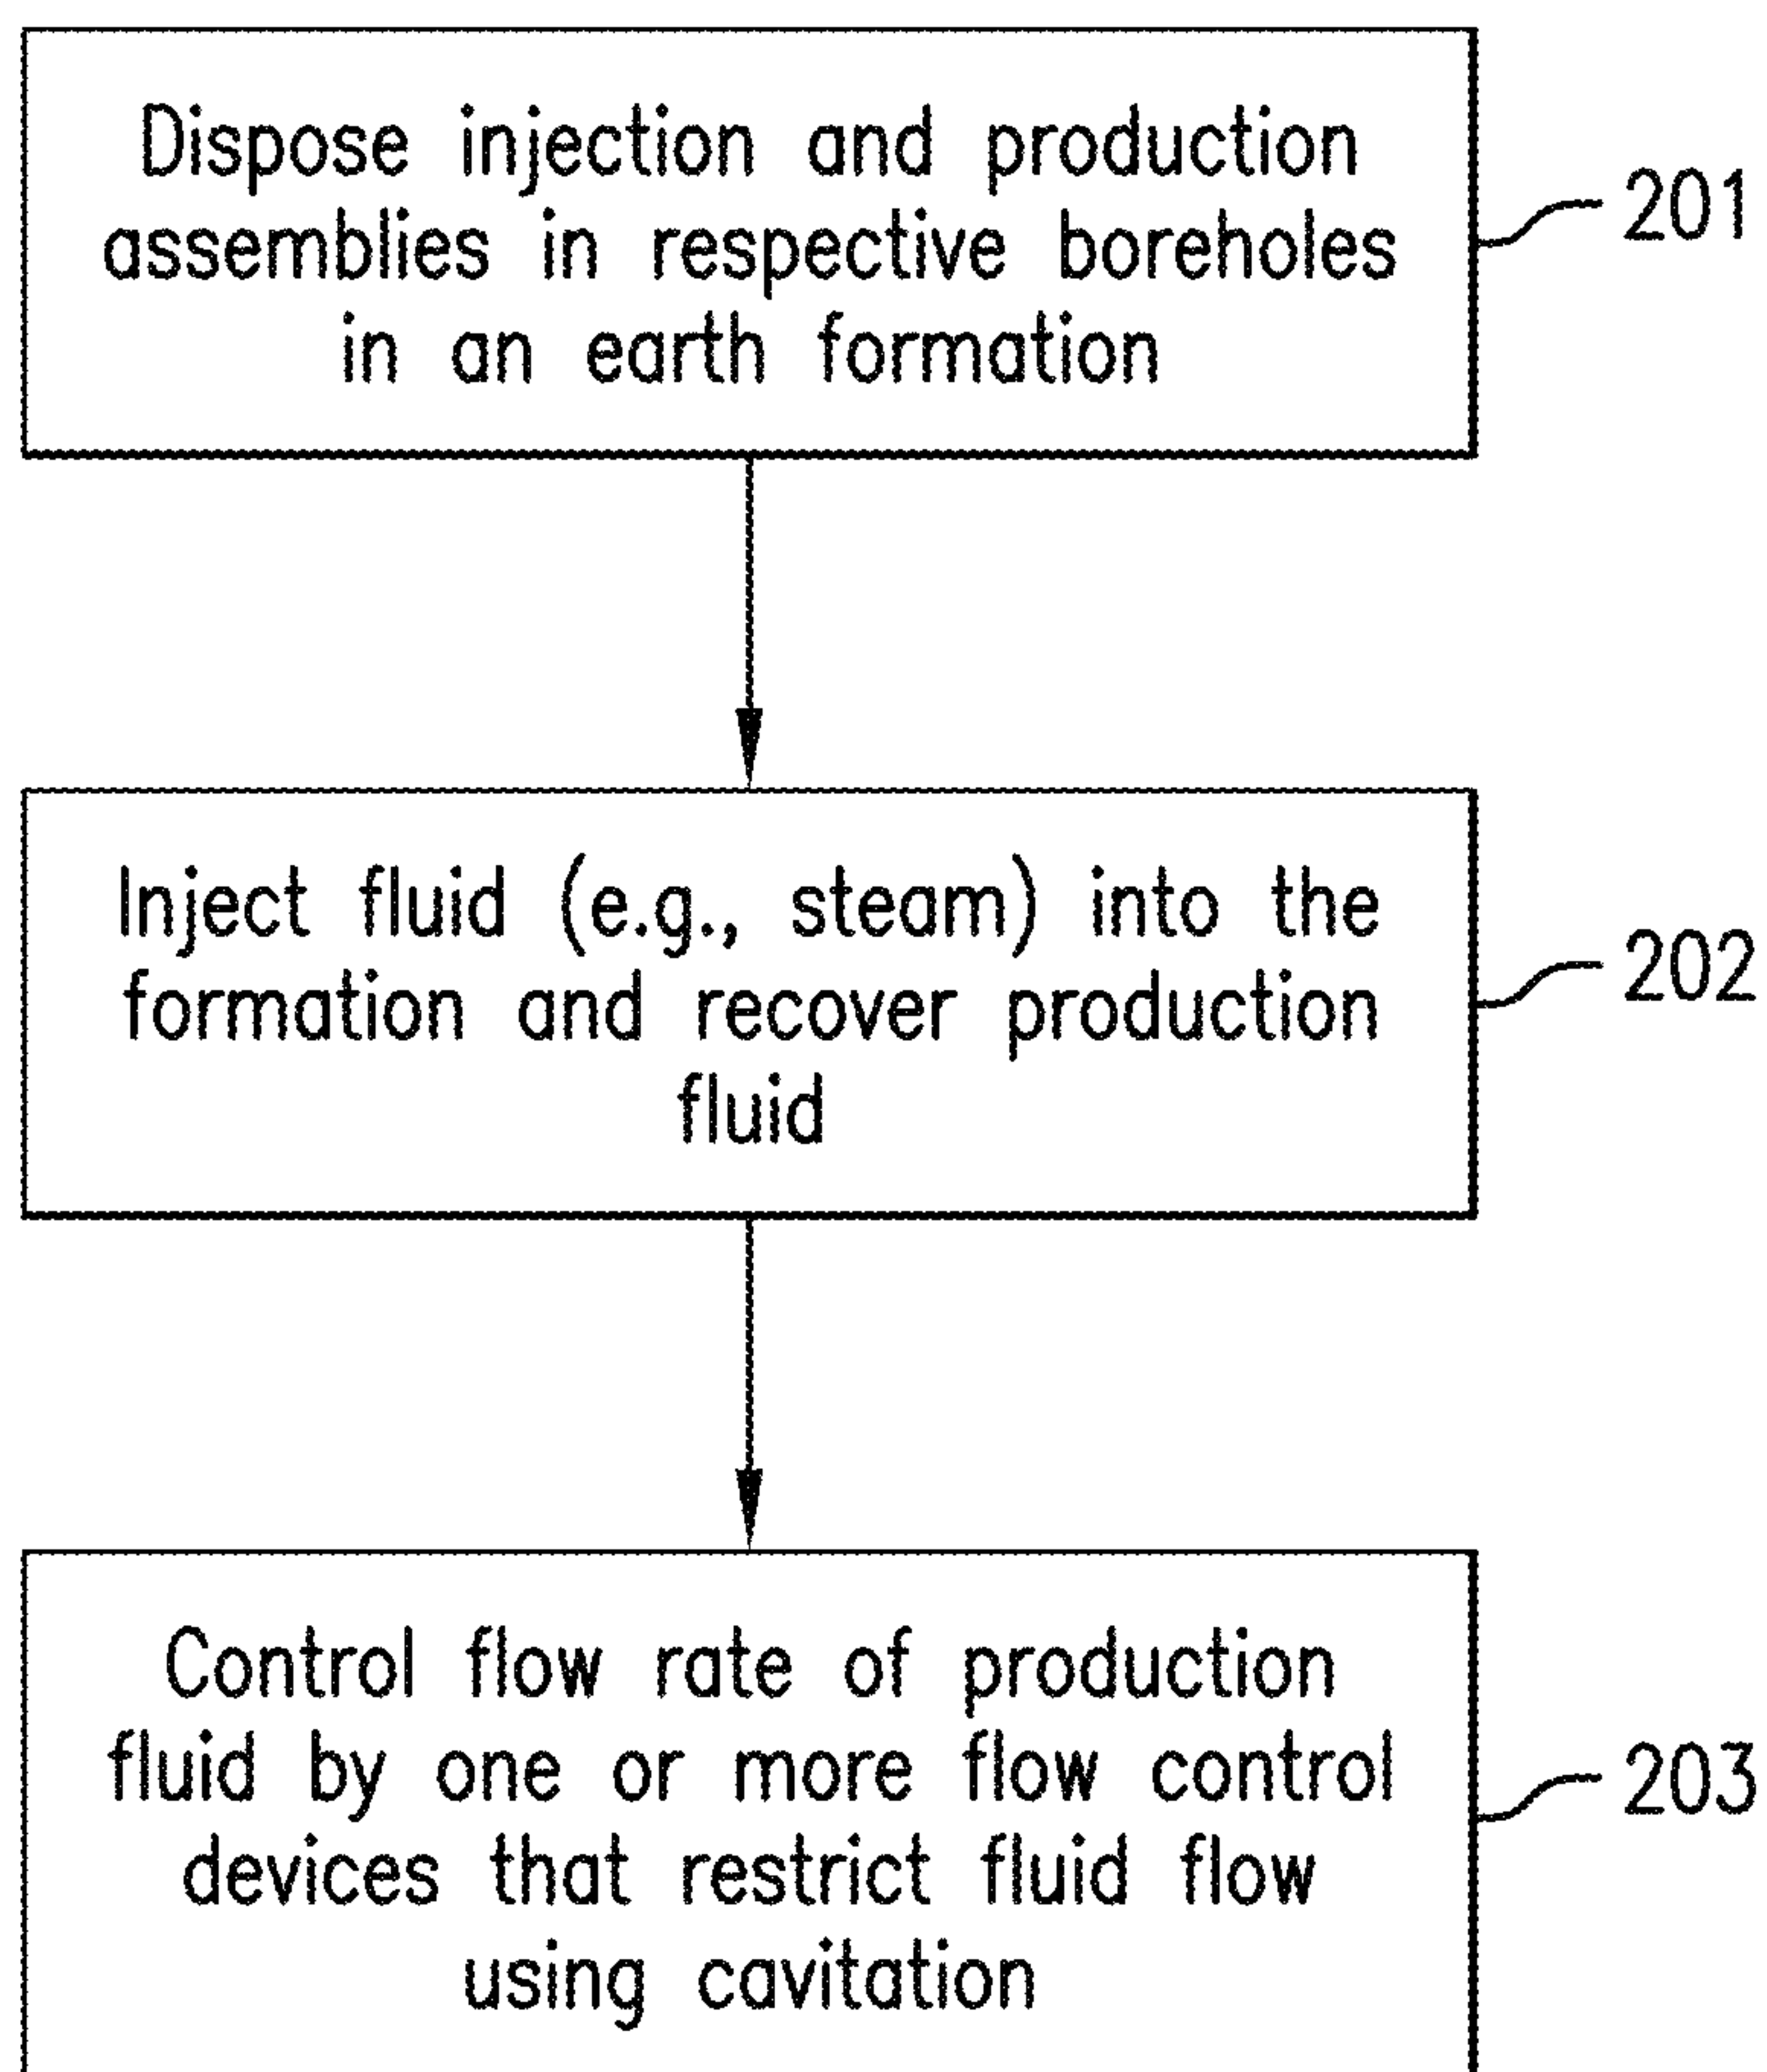 Dispose injection and production
assemblies in respective boreholes
in an earth formation
201
Inject fluid (e.g., steam) into the
formation and recover production
fluid
202
Control flow rate of production
fluid by one or more flow control
devices that restrict fluid flow
using cavitation
203